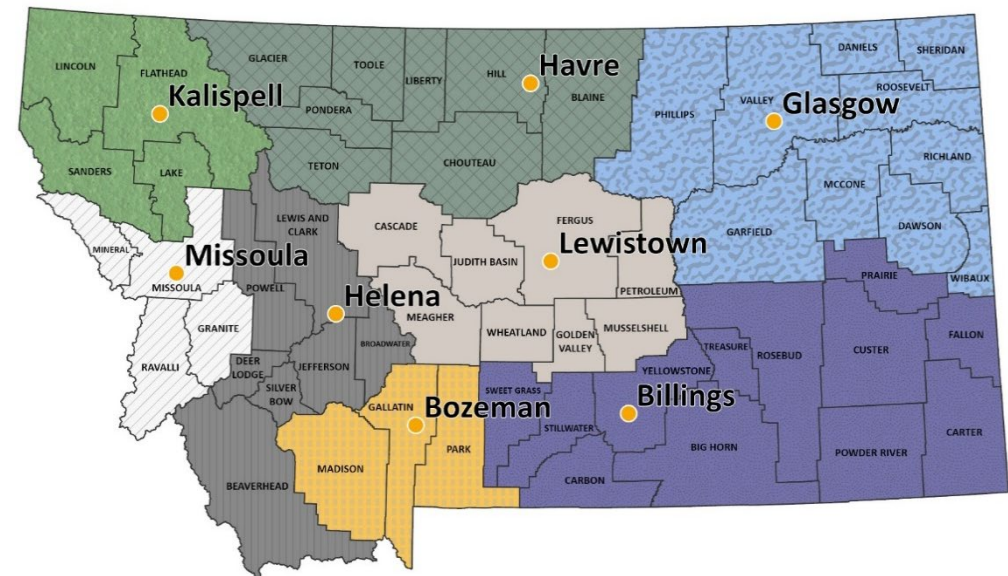 LINCOLN
FLATHEAD
Kalispell
SANDERS
LAKE
GLACIER
TOOLE
LIBERTY
HILL
Havre
BLAINE
PONDERA
TETON
CHOUTEAU
PHILLIPS
VALLEY
DANIELS
SHERIDAN
ROOSEVELT
Glasgow
RICHLAND
MCCONE
GARFIELD
DAWSON
WIBAUX
MINERAL
Missoula
MISSOULA
GRANITE
RAVALLI
LEWIS AND
CLARK
POWELL
Helena
DEER
LODGE
SILVER
BOW
JEFFERSON
BROADWATER
BEAVERHEAD
CASCADE
JUDITH BASIN
FERGUS
Lewistown
PETROLEUM
MEAGHER
WHEATLAND
GOLDEN
VALLEY
MUSSELSHELL
GALLATIN
Bozeman
PARK
MADISON
SWEET GRASS
STILLWATER
YELLOWSTONE
Billings
CARBON
BIG HORN
TREASURE
ROSEBUD
PRAIRIE
CUSTER
FALLON
POWDER RIVER
CARTER